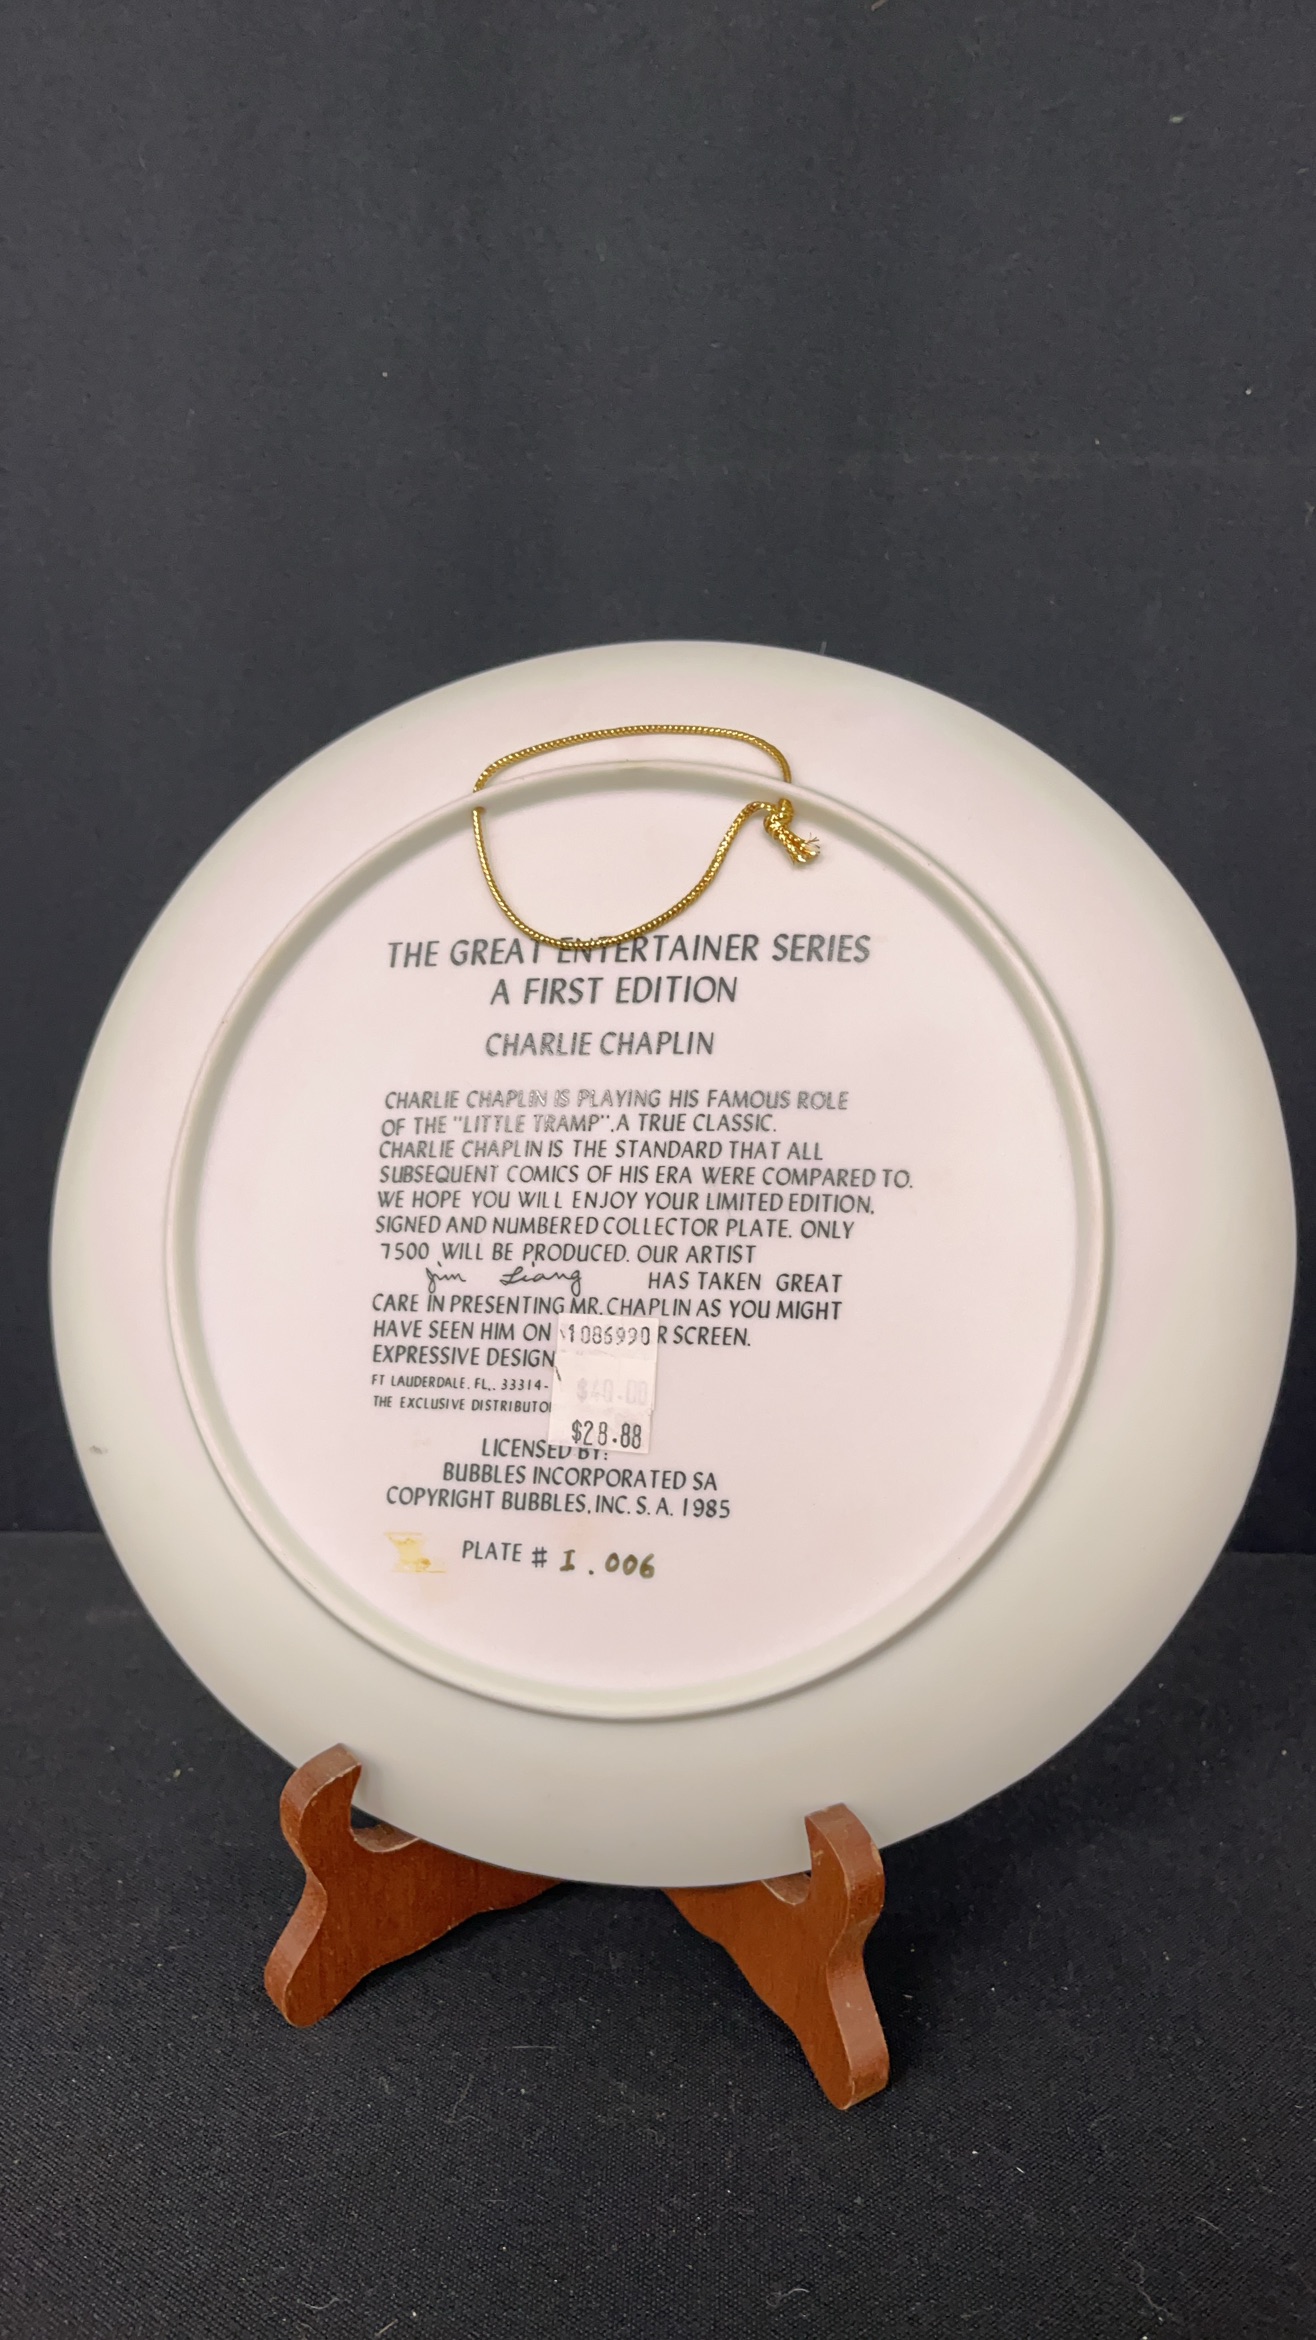 THE GREAT ENTERTAINER SERIES
A FIRST EDITION
CHARLIE CHAPLIN
CHARLIE CHAPLIN IS PLAYING HIS FAMOUS ROLE
OF THE "LITTLE TRAMP". A TRUE CLASSIC.
CHARLIE CHAPLIN IS THE STANDARD THAT ALL
SUBSEQUENT COMICS OF HIS ERA WERE COMPARED TO.
WE HOPE YOU WILL ENJOY YOUR LIMITED EDITION,
SIGNED AND NUMBERED COLLECTOR PLATE. ONLY
7500 WILL BE PRODUCED. OUR ARTIST
Jim Liang HAS TAKEN GREAT
CARE IN PRESENTING MR. CHAPLIN AS YOU MIGHT
HAVE SEEN HIM ON R SCREEN.
1086990
EXPRESSIVE DESIGN
FT LAUDERDALE. FL,. 33314-
$40.00
THE EXCLUSIVE DISTRIBUTO
$28.88
LICENSED BY:
BUBBLES INCORPORATED SA
COPYRIGHT BUBBLES, INC. S. A. 1985
PLATE # I.006